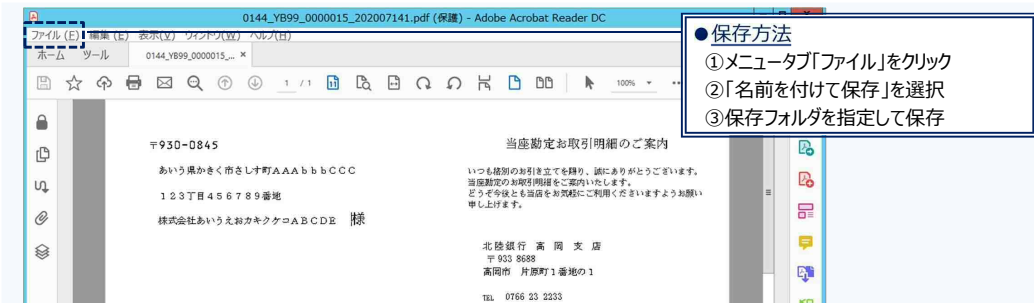 0144_YB99_0000015_202007141.pdf (保護) - Adobe Acrobat Reader DC
ファイル (F) 編集 (E) 表示(V) ウィンドウ(W) ヘルプ(H)
ホーム ツール 0144_YB99_0000015_... ×
1 / 1 100%
●保存方法
①メニュータブ「ファイル」をクリック
②「名前を付けて保存」を選択
③保存フォルダを指定して保存
〒930-0845
あいう県かきく市さしす町AAAbbbCCC
123丁目456789番地
株式会社あいうえおカキクケコABCDE 様
当座勘定お取引明細のご案内
いつも格別のお引き立てを賜り、誠にありがとうございます。
当座勘定のお取引明細をご案内いたします。
どうぞ今後とも当店をお気軽にご利用くださいますようお願い
申し上げます。
北陸銀行 高 岡 支 店
〒933 8688
高岡市 片原町1番地の1
TEL 0766 23 2233